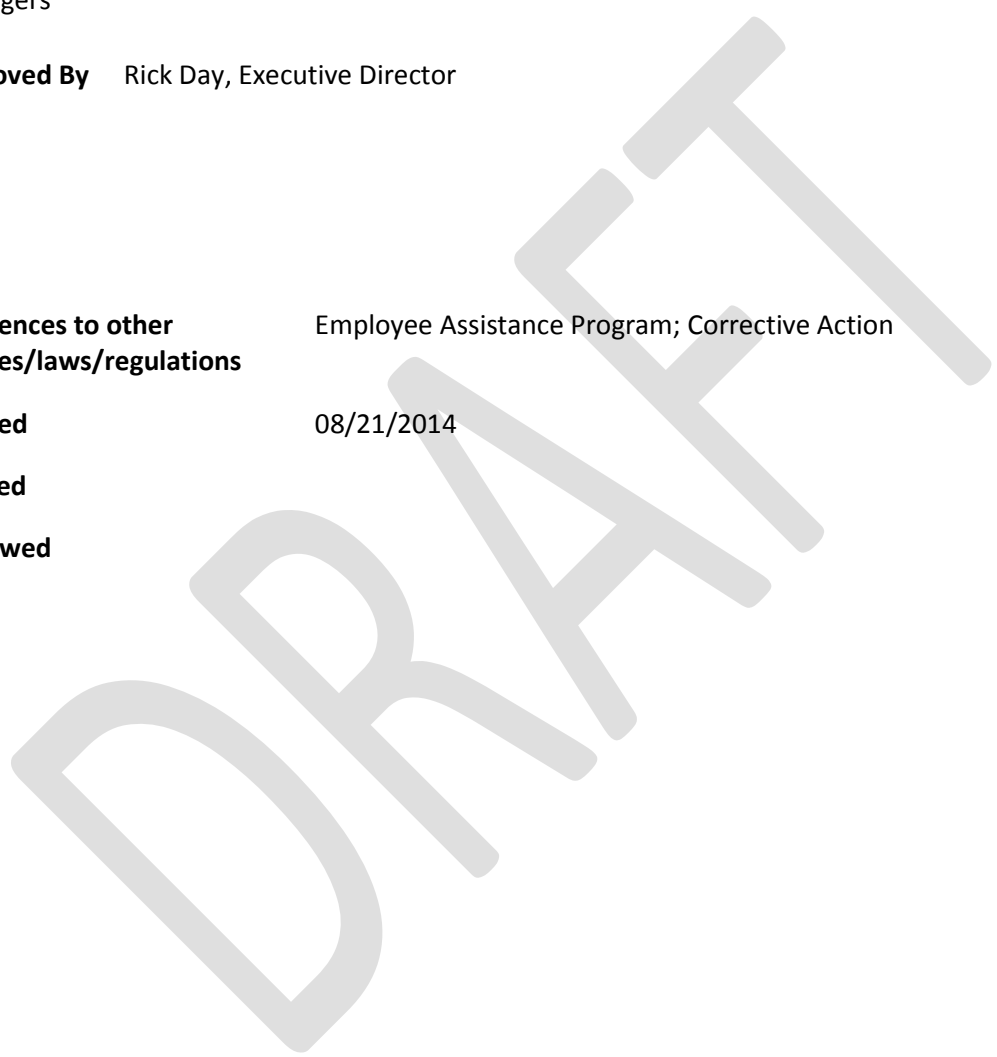 gers
oved By Rick Day, Executive Director
ences to other Employee Assistance Program; Corrective Action
es/laws/regulations
ed 08/21/2014
ed
wed
DRAFT